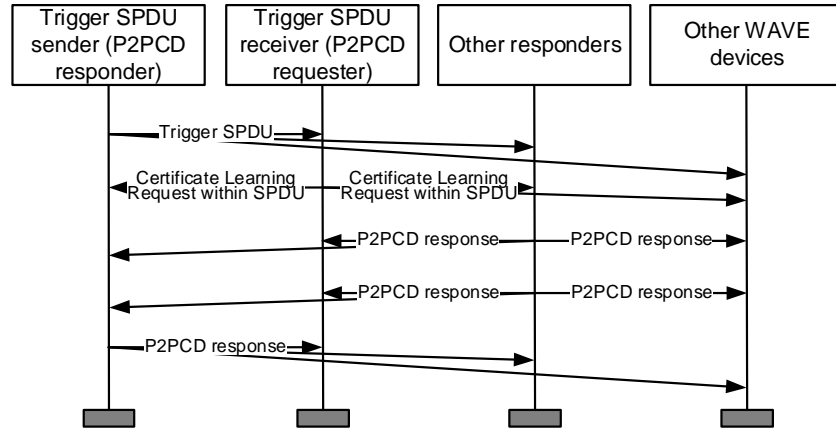 Trigger SPDU
sender (P2PCD
responder)
Trigger SPDU
receiver (P2PCD
requester)
Other responders
Other WAVE
devices
Trigger SPDU
Certificate Learning
Request within SPDU
Certificate Learning
Request within SPDU
P2PCD response
P2PCD response
P2PCD response
P2PCD response
P2PCD response